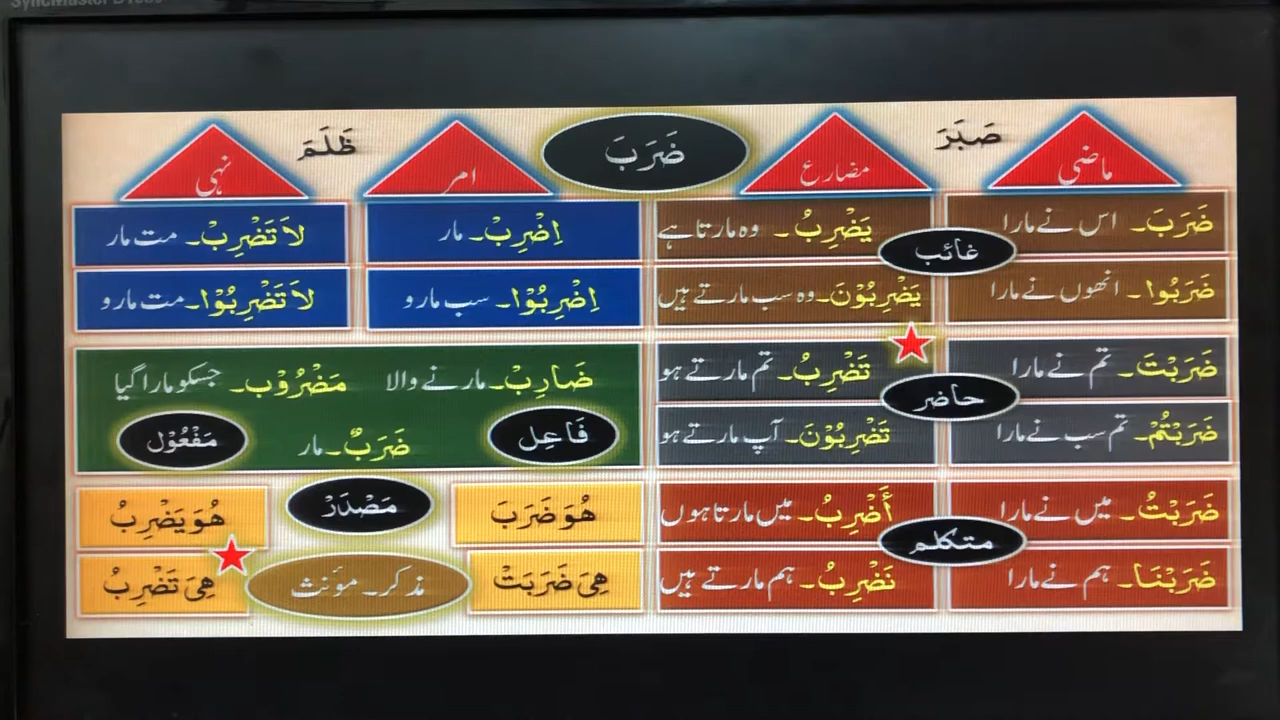 SyncMaster
ماضی صَبَرَ مضارع ضَرَبَ امر ظَلَمَ نہی
ضَرَبَ۔ اس نے مارا
غائب
یَضْرِبُ۔ وہ مارتا ہے
اِضْرِبْ۔ مار
لاَ تَضْرِبْ۔ مت مار
ضَرَبُوا۔ انھوں نے مارا
یَضْرِبُوْنَ۔ وہ سب مارتے ہیں
اِضْرِبُوْا۔ سب مارو
لاَ تَضْرِبُوْا۔ مت مارو
ضَرَبْتَ۔ تم نے مارا
حاضر
تَضْرِبُ۔ تم مارتے ہو
ضَرَبْتُمْ۔ تم سب نے مارا
تَضْرِبُوْنَ۔ آپ مارتے ہو
ضَارِبْ۔ مارنے والا مَضْرُوْب۔ جسکو مارا گیا
فَاعِل ضَرَبٌ۔ مار مَفْعُوْل
ضَرَبْتُ۔ میں نے مارا
متکلم
أَضْرِبُ۔ میں مارتا ہوں
ضَرَبْنَا۔ ہم نے مارا
نَضْرِبُ۔ ہم مارتے ہیں
ھُوَ ضَرَبَ مَصْدَرْ ھُوَ یَضْرِبُ
ھِیَ ضَرَبَتْ مذکر۔ مؤنث ھِیَ تَضْرِبُ